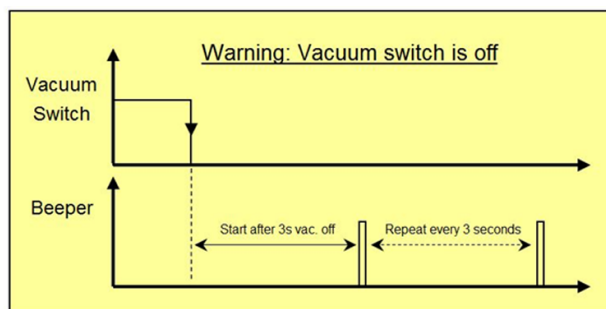 Warning: Vacuum switch is off
Vacuum
Switch
Beeper
Start after 3s vac. off
Repeat every 3 seconds